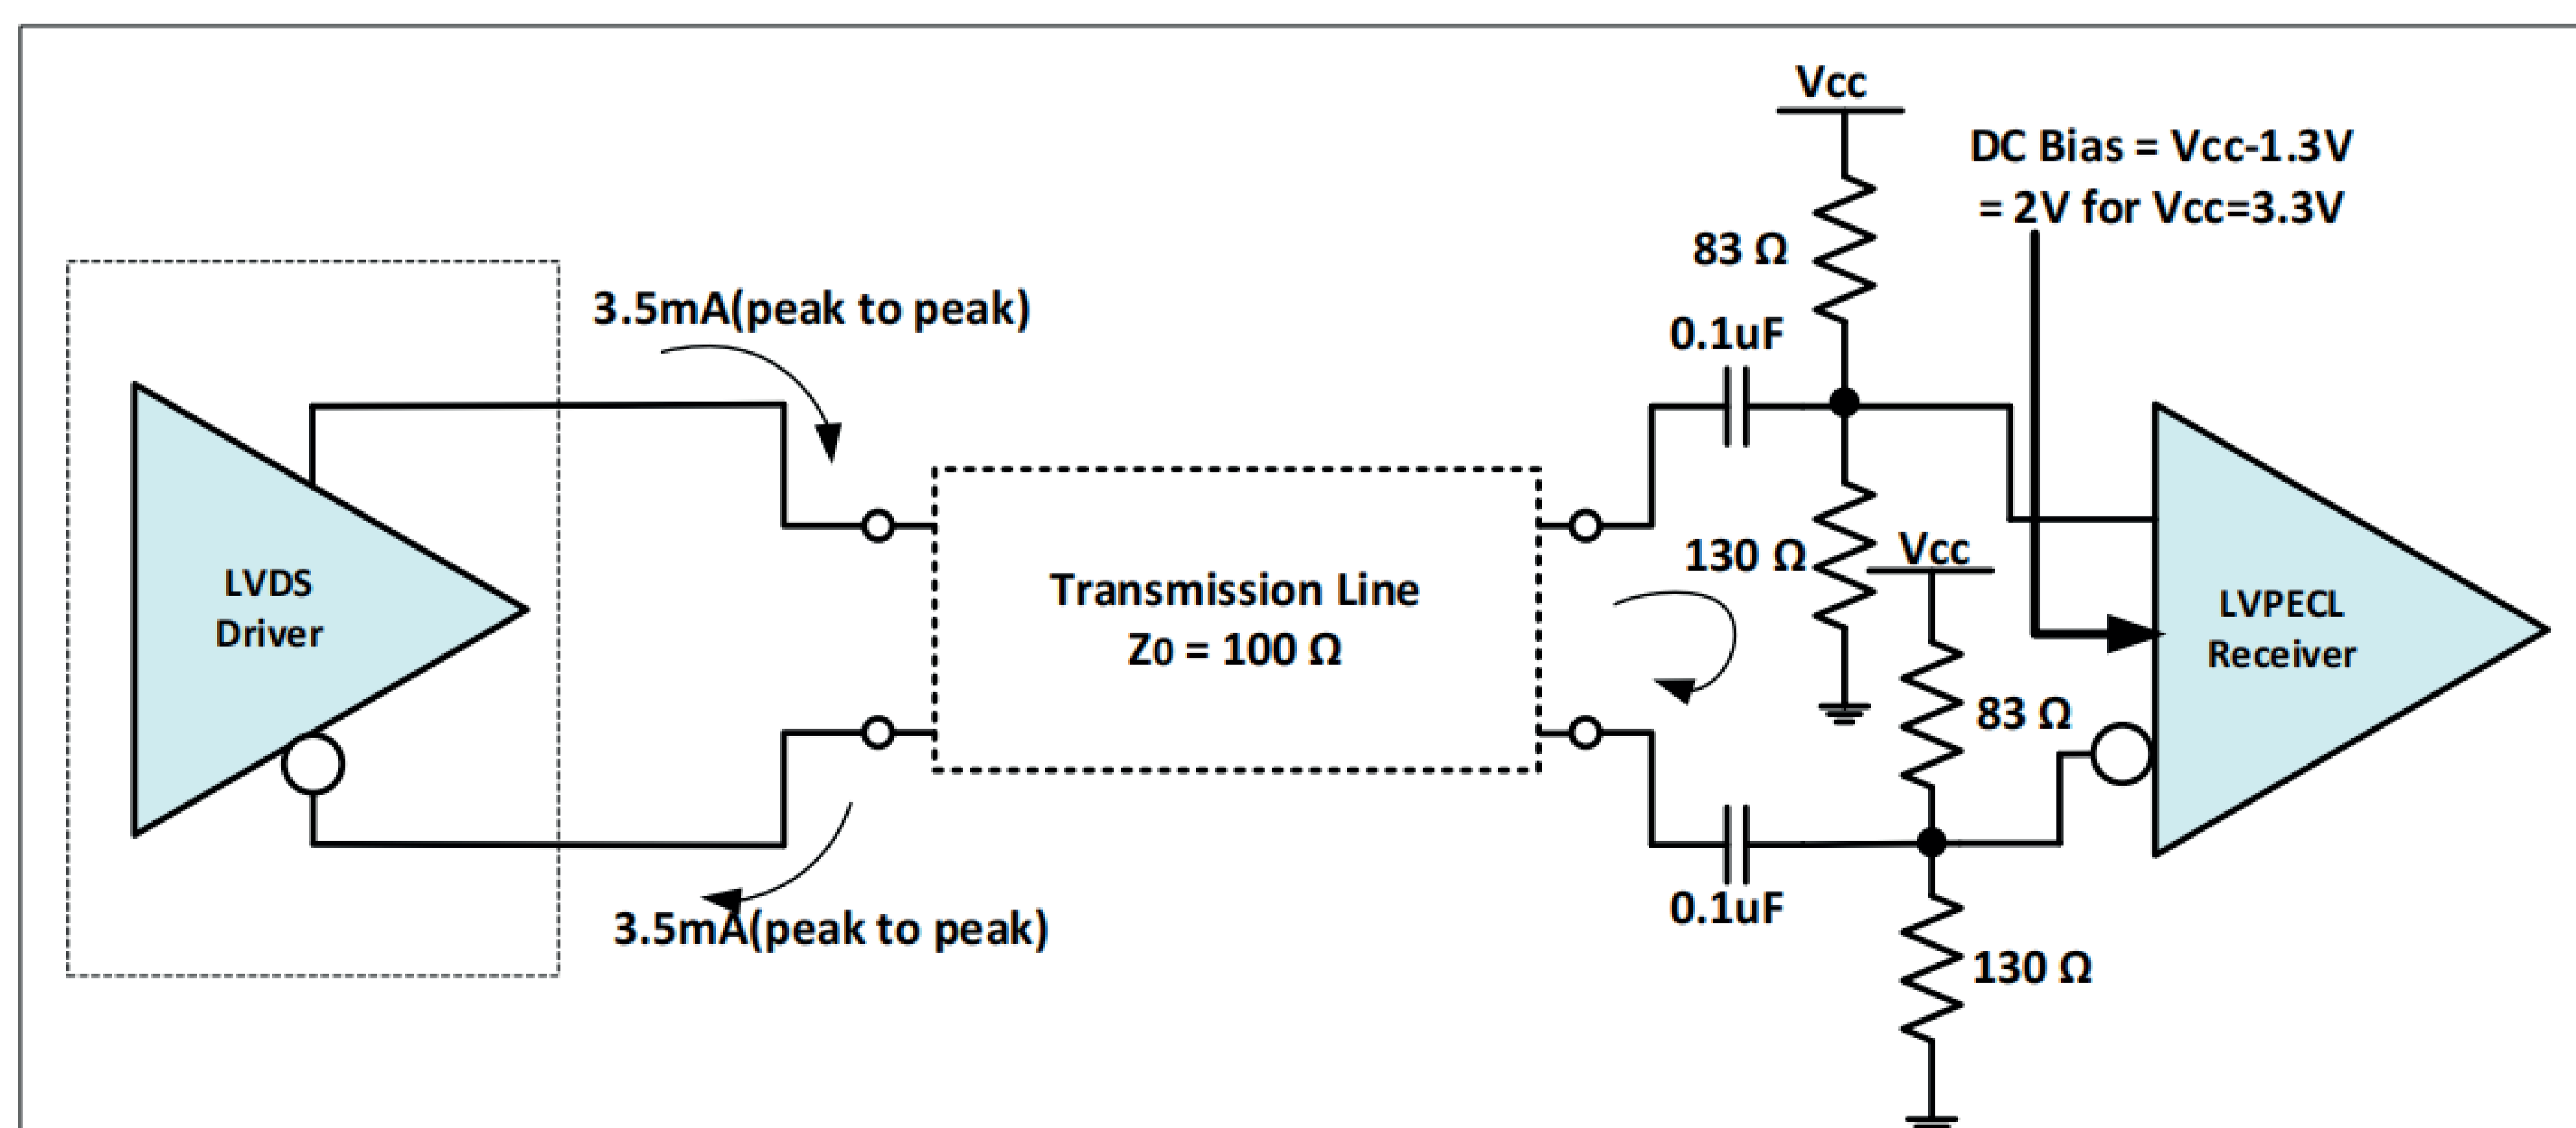 Vcc
DC Bias = Vcc-1.3V
= 2V for Vcc=3.3V
83 Ω
3.5mA(peak to peak)
0.1uF
LVDS
Driver
Transmission Line
Z0 = 100 Ω
130 Ω
Vcc
LVPECL
Receiver
83 Ω
0.1uF
3.5mA(peak to peak)
130 Ω